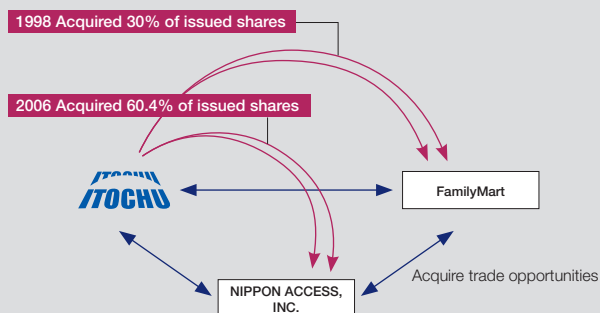 1998 Acquired 30% of issued shares
2006 Acquired 60.4% of issued shares
ITOCHU
ITOCHU
FamilyMart
Acquire trade opportunities
NIPPON ACCESS,
INC.